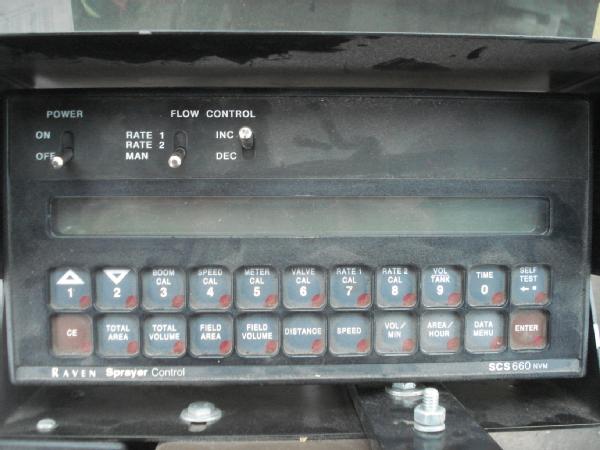 POWER
FLOW CONTROL
ON
OFF
RATE 1
RATE 2
MAN
INC
DEC
1
2
BOOM CAL 3
SPEED CAL 4
METER CAL 5
VALVE CAL 6
RATE 1 CAL 7
RATE 2 CAL 8
VOL TANK 9
TIME 0
SELF TEST ←
CE
TOTAL AREA
TOTAL VOLUME
FIELD AREA
FIELD VOLUME
DISTANCE
SPEED
VOL/ MIN
AREA/ HOUR
DATA MENU
ENTER
RAVEN Sprayer Control
SCS 660 NVM